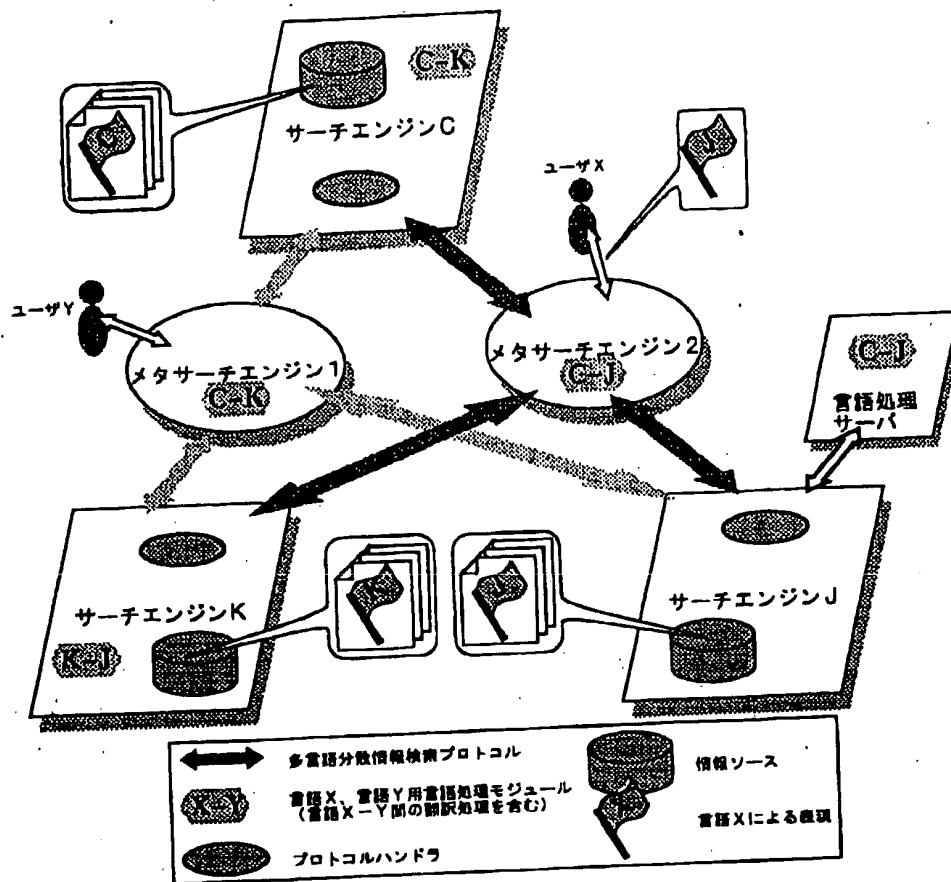 C-K
サーチエンジンC
C
ユーザX
J
ユーザY
メタサーチエンジン1
C-K
メタサーチエンジン2
C-J
C-J
言語処理
サーバ
サーチエンジンK
K-J
K
J
サーチエンジンJ
多言語分散情報検索プロトコル
X-Y
言語X、言語Y用言語処理モジュール
(言語X-Y間の翻訳処理を含む)
プロトコルハンドラ
情報ソース
言語Xによる表現